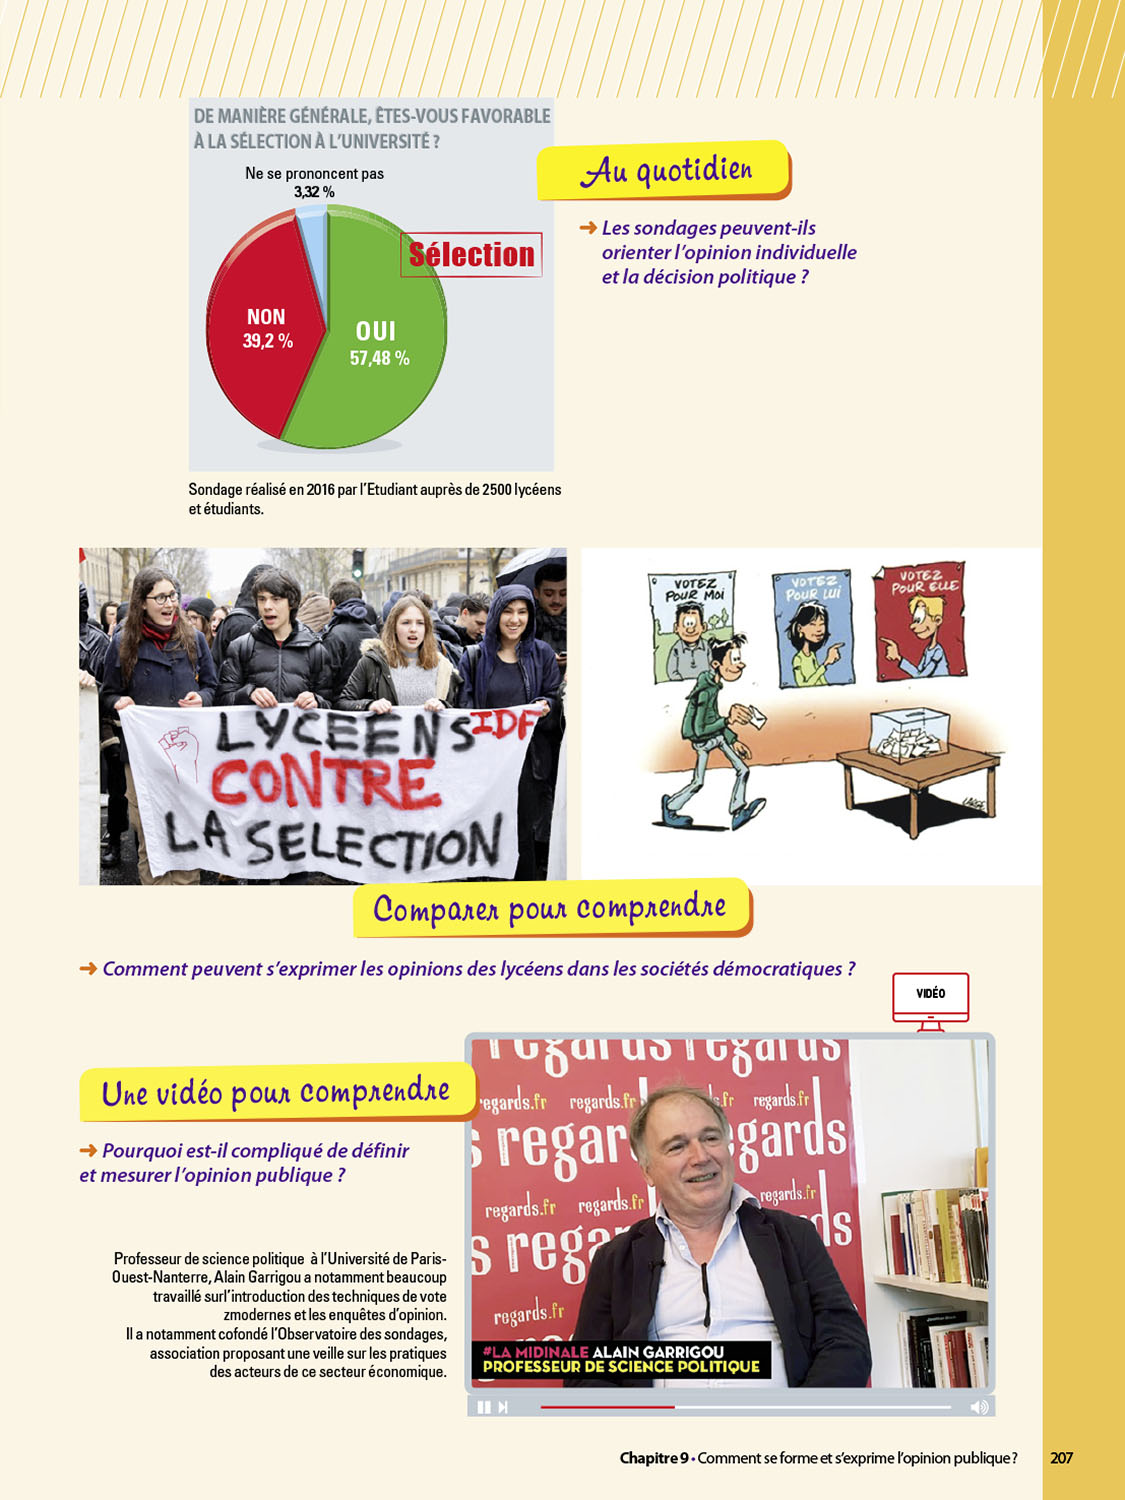 DE MANIÈRE GÉNÉRALE, ÊTES-VOUS FAVORABLE
À LA SÉLECTION À L'UNIVERSITÉ ?
Ne se prononcent pas
3,32 %
Sélection
NON
39,2 %
OUI
57,48 %
Sondage réalisé en 2016 par l'Etudiant auprès de 2500 lycéens
et étudiants.
Au quotidien
➜ Les sondages peuvent-ils
orienter l'opinion individuelle
et la décision politique ?
LYCEENS IDF
CONTRE
LA SELECTION
VOTEZ
POUR MOI
VOTEZ
POUR LUI
VOTEZ
POUR ELLE
Comparer pour comprendre
➜ Comment peuvent s'exprimer les opinions des lycéens dans les sociétés démocratiques ?
VIDÉO
Une vidéo pour comprendre
➜ Pourquoi est-il compliqué de définir
et mesurer l'opinion publique ?
Professeur de science politique à l'Université de Paris-
Ouest-Nanterre, Alain Garrigou a notamment beaucoup
travaillé surl'introduction des techniques de vote
zmodernes et les enquêtes d'opinion.
Il a notamment cofondé l'Observatoire des sondages,
association proposant une veille sur les pratiques
des acteurs de ce secteur économique.
regards regards
egards.fr regards.fr s.fr regards.fr
s regar egards
regards.fr regards.fr
s rega ds
regards.fr
#LA MIDINALE ALAIN GARRIGOU
PROFESSEUR DE SCIENCE POLITIQUE
Chapitre 9 • Comment se forme et s'exprime l'opinion publique ? 207